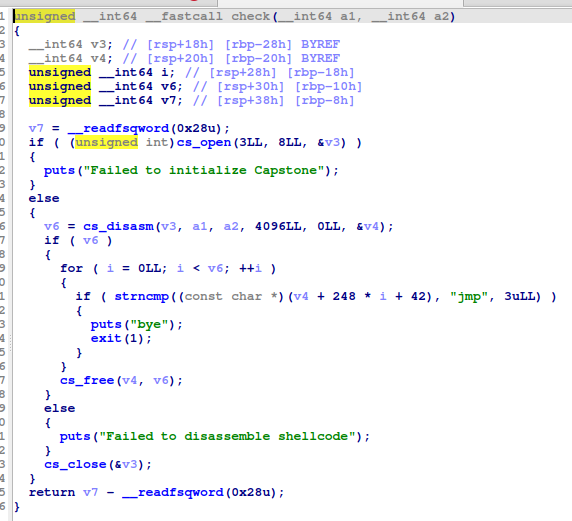 1 unsigned __int64 __fastcall check(__int64 a1, __int64 a2)
2 {
3 __int64 v3; // [rsp+18h] [rbp-28h] BYREF
4 __int64 v4; // [rsp+20h] [rbp-20h] BYREF
5 unsigned __int64 i; // [rsp+28h] [rbp-18h]
6 unsigned __int64 v6; // [rsp+30h] [rbp-10h]
7 unsigned __int64 v7; // [rsp+38h] [rbp-8h]
8
9 v7 = __readfsqword(0x28u);
0 if ( (unsigned int)cs_open(3LL, 8LL, &v3) )
1 {
2 puts("Failed to initialize Capstone");
3 }
4 else
5 {
6 v6 = cs_disasm(v3, a1, a2, 4096LL, 0LL, &v4);
7 if ( v6 )
8 {
9 for ( i = 0LL; i < v6; ++i )
0 {
1 if ( strncmp((const char *)(v4 + 248 * i + 42), "jmp", 3uLL) )
2 {
3 puts("bye");
4 exit(1);
5 }
6 }
7 cs_free(v4, v6);
8 }
9 else
0 {
1 puts("Failed to disassemble shellcode");
2 }
3 cs_close(&v3);
4 }
5 return v7 - __readfsqword(0x28u);
6 }